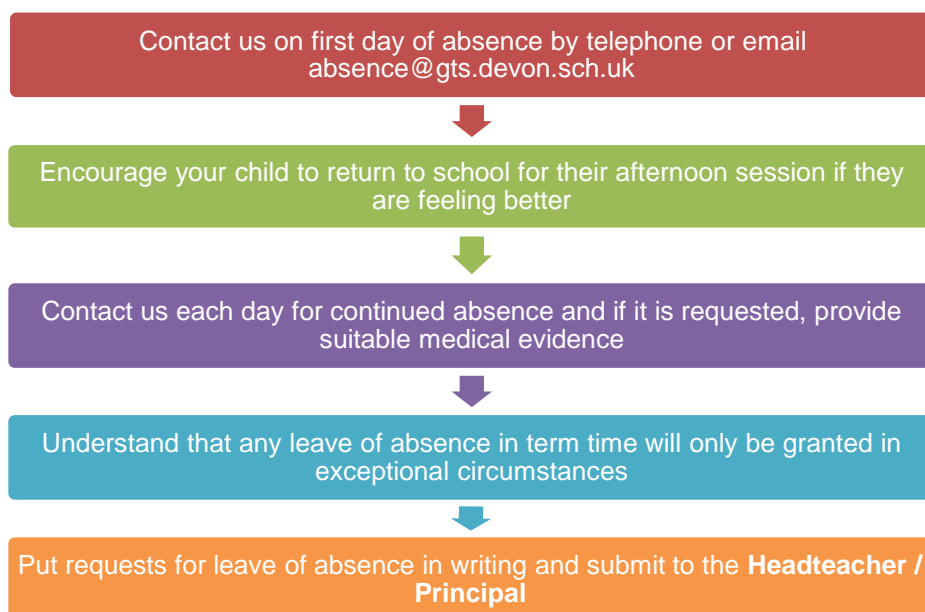 Contact us on first day of absence by telephone or email
absence@gts.devon.sch.uk
Encourage your child to return to school for their afternoon session if they
are feeling better
Contact us each day for continued absence and if it is requested, provide
suitable medical evidence
Understand that any leave of absence in term time will only be granted in
exceptional circumstances
Put requests for leave of absence in writing and submit to the Headteacher /
Principal